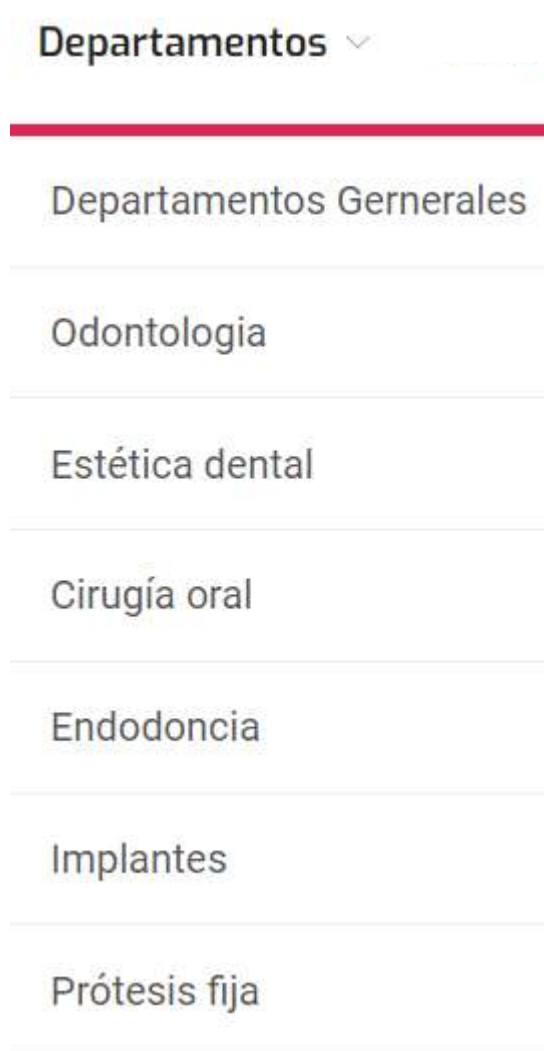 Departamentos
Departamentos Gernerales
Odontologia
Estética dental
Cirugía oral
Endodoncia
Implantes
Prótesis fija